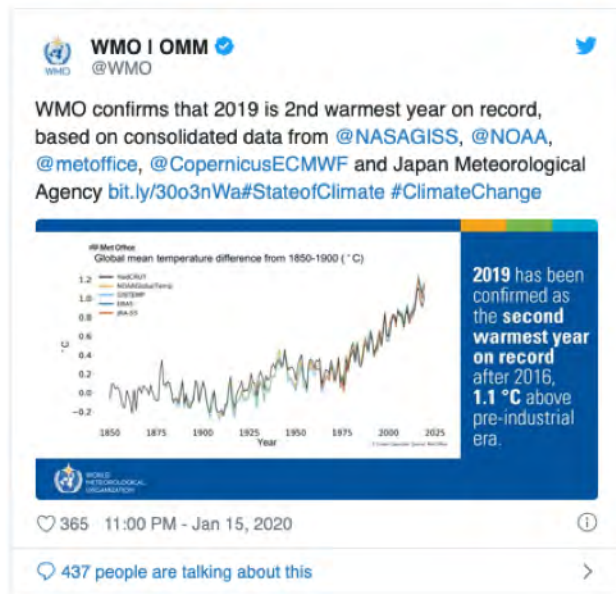 WMO | OMM
@WMO
WMO
WMO confirms that 2019 is 2nd warmest year on record,
based on consolidated data from @NASAGISS, @NOAA,
@metoffice, @CopernicusECMWF and Japan Meteorological
Agency bit.ly/30o3nWa#StateofClimate #ClimateChange
Met Office
Global mean temperature difference from 1850-1900 (°C)
HadCRUT
NOAAGlobalTemp
GISTEMP
ERA5
JRA-55
1.2
1.0
0.8
0.6
0.4
0.2
0.0
−0.2
°C
1850 1875 1900 1925 1950 1975 2000 2025
Year
2019 has been
confirmed as
the second
warmest year
on record
after 2016,
1.1 °C above
pre-industrial
era.
WORLD
METEOROLOGICAL
ORGANIZATION
365 11:00 PM - Jan 15, 2020
437 people are talking about this